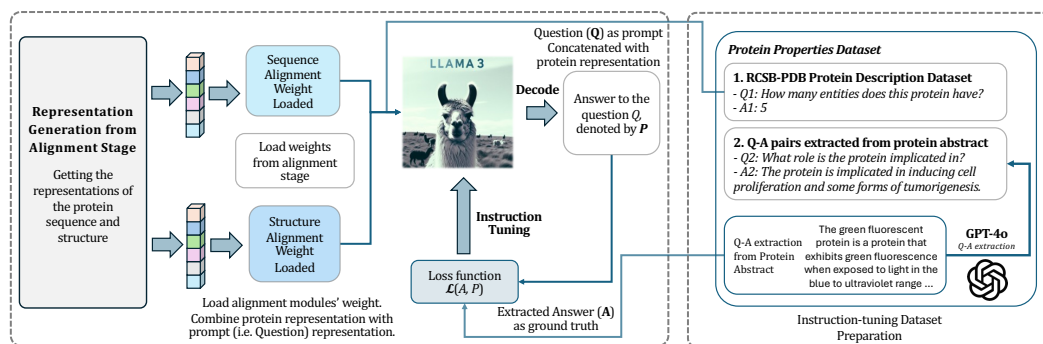 Representation
Generation from
Alignment Stage
Getting the
representations of
the protein
sequence and
structure
Sequence
Alignment
Weight
Loaded
Load weights
from alignment
stage
Structure
Alignment
Weight
Loaded
Load alignment modules' weight.
Combine protein representation with
prompt (i.e. Question) representation.
LLAMA 3
Instruction
Tuning
Loss function
ℒ(A, P)
Decode
Question (Q) as prompt
Concatenated with
protein representation
Answer to the
question Q,
denoted by P
Extracted Answer (A)
as ground truth
Protein Properties Dataset
1. RCSB-PDB Protein Description Dataset
- Q1: How many entities does this protein have?
- A1: 5
2. Q-A pairs extracted from protein abstract
- Q2: What role is the protein implicated in?
- A2: The protein is implicated in inducing cell
proliferation and some forms of tumorigenesis.
Q-A extraction
from Protein
Abstract
The green fluorescent
protein is a protein that
exhibits green fluorescence
when exposed to light in the
blue to ultraviolet range ...
GPT-4o
Q-A extraction
Instruction-tuning Dataset
Preparation